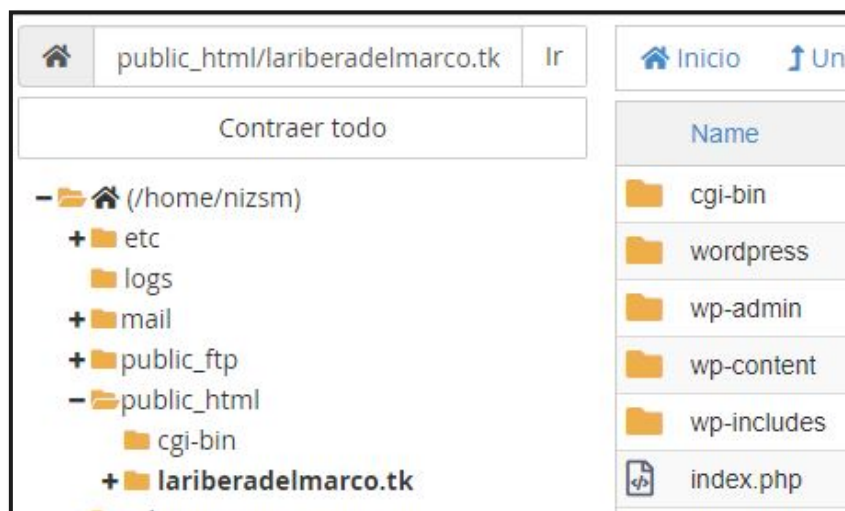 public_html/lariberadelmarco.tk Ir
Contraer todo
(/home/nizsm)
etc
logs
mail
public_ftp
public_html
cgi-bin
lariberadelmarco.tk
Inicio
Name
cgi-bin
wordpress
wp-admin
wp-content
wp-includes
index.php